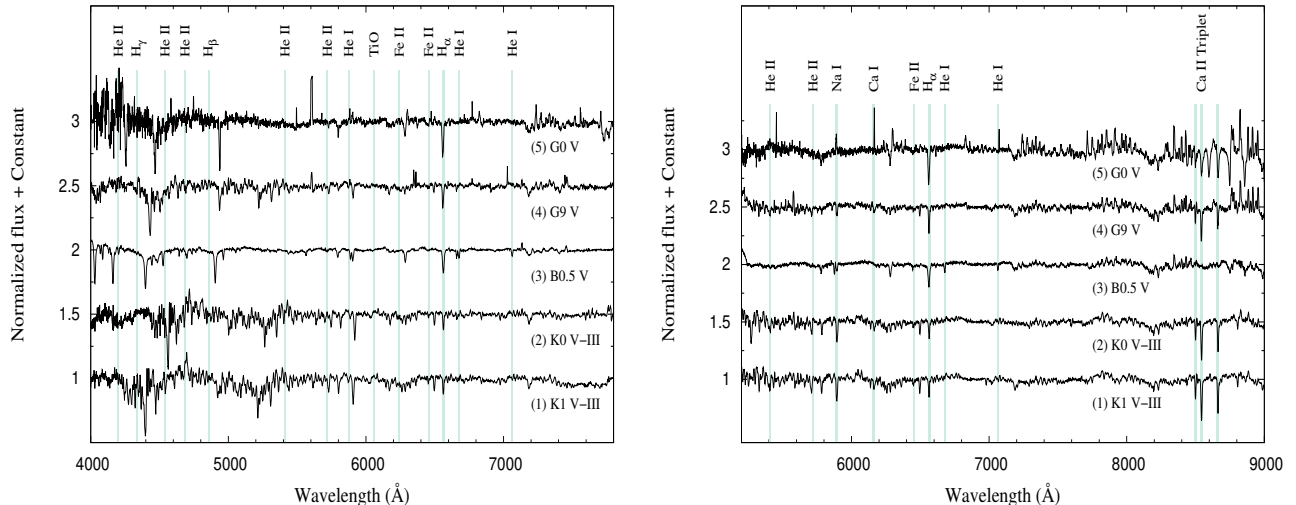 He II
Hγ
He II
He II
Hβ
He II
He II
He I
TiO
Fe II
Fe II
Hα
He I
He I
Normalized flux + Constant
3
2.5
2
1.5
1
(5) G0 V
(4) G9 V
(3) B0.5 V
(2) K0 V−III
(1) K1 V−III
4000 5000 6000 7000
Wavelength (Å)
He II
He II
Na I
Ca I
Fe II
Hα
He I
He I
Ca II Triplet
Normalized flux + Constant
3
2.5
2
1.5
1
(5) G0 V
(4) G9 V
(3) B0.5 V
(2) K0 V−III
(1) K1 V−III
6000 7000 8000 9000
Wavelength (Å)